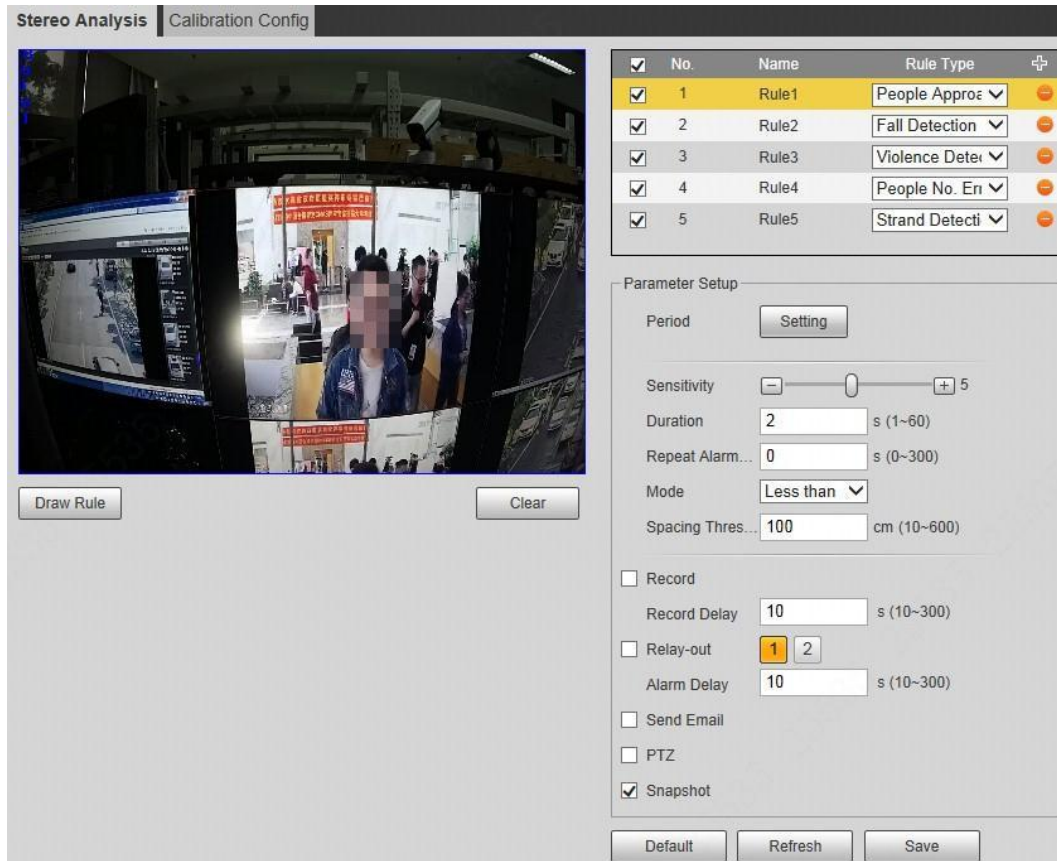 Stereo Analysis Calibration Config
No. Name Rule Type
1 Rule1 People Approa
2 Rule2 Fall Detection
3 Rule3 Violence Detec
4 Rule4 People No. Err
5 Rule5 Strand Detecti
Draw Rule Clear
Parameter Setup
Period Setting
Sensitivity 5
Duration 2 s (1~60)
Repeat Alarm... 0 s (0~300)
Mode Less than
Spacing Thres... 100 cm (10~600)
Record
Record Delay 10 s (10~300)
Relay-out 1 2
Alarm Delay 10 s (10~300)
Send Email
PTZ
Snapshot
Default Refresh Save